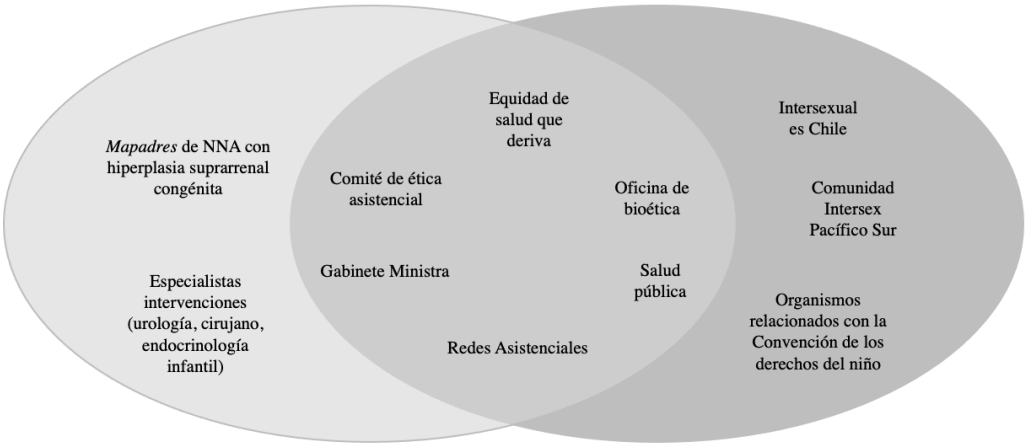 Mapadres de NNA con
hiperplasia suprarrenal
congénita
Especialistas
intervenciones
(urología, cirujano,
endocrinología
infantil)
Equidad de
salud que
deriva
Comité de ética
asistencial
Oficina de
bioética
Gabinete Ministra
Salud
pública
Redes Asistenciales
Intersexual
es Chile
Comunidad
Intersex
Pacífico Sur
Organismos
relacionados con la
Convención de los
derechos del niño